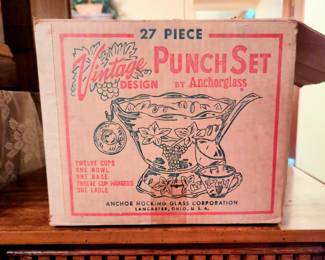 27 PIECE
Vintage PUNCH SET
DESIGN BY Anchorglass
TWELVE CUPS
ONE BOWL
ONE BASE
TWELVE CUP HANGERS
ONE LADLE
ANCHOR HOCKING GLASS CORPORATION
LANCASTER, OHIO, U. S. A.